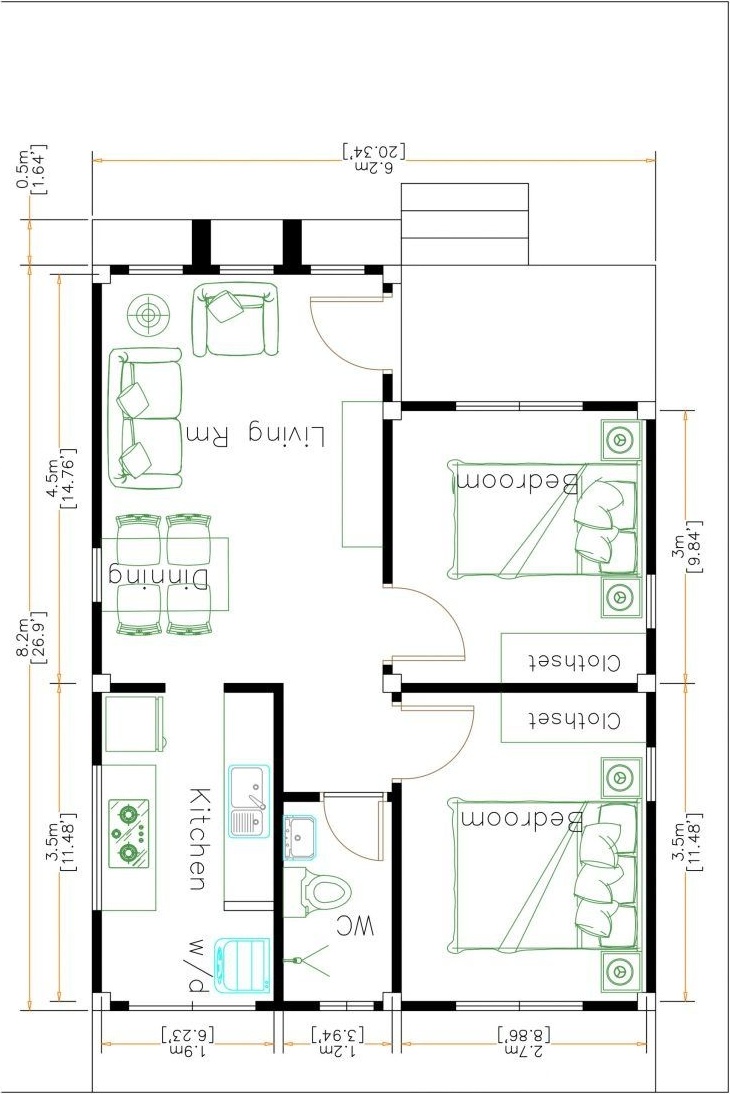 6.2m
[20.34']
0.5m
[1.64']
Living Rm
4.5m
[14.76']
Bedroom
3m
[9.84']
Dinning
8.2m
[26.9']
Clothset
Clothset
Kitchen
3.5m
[11.48']
Bedroom
3.5m
[11.48']
WC
w/d
1.9m
[6.23']
1.2m
[3.94']
2.7m
[8.86']